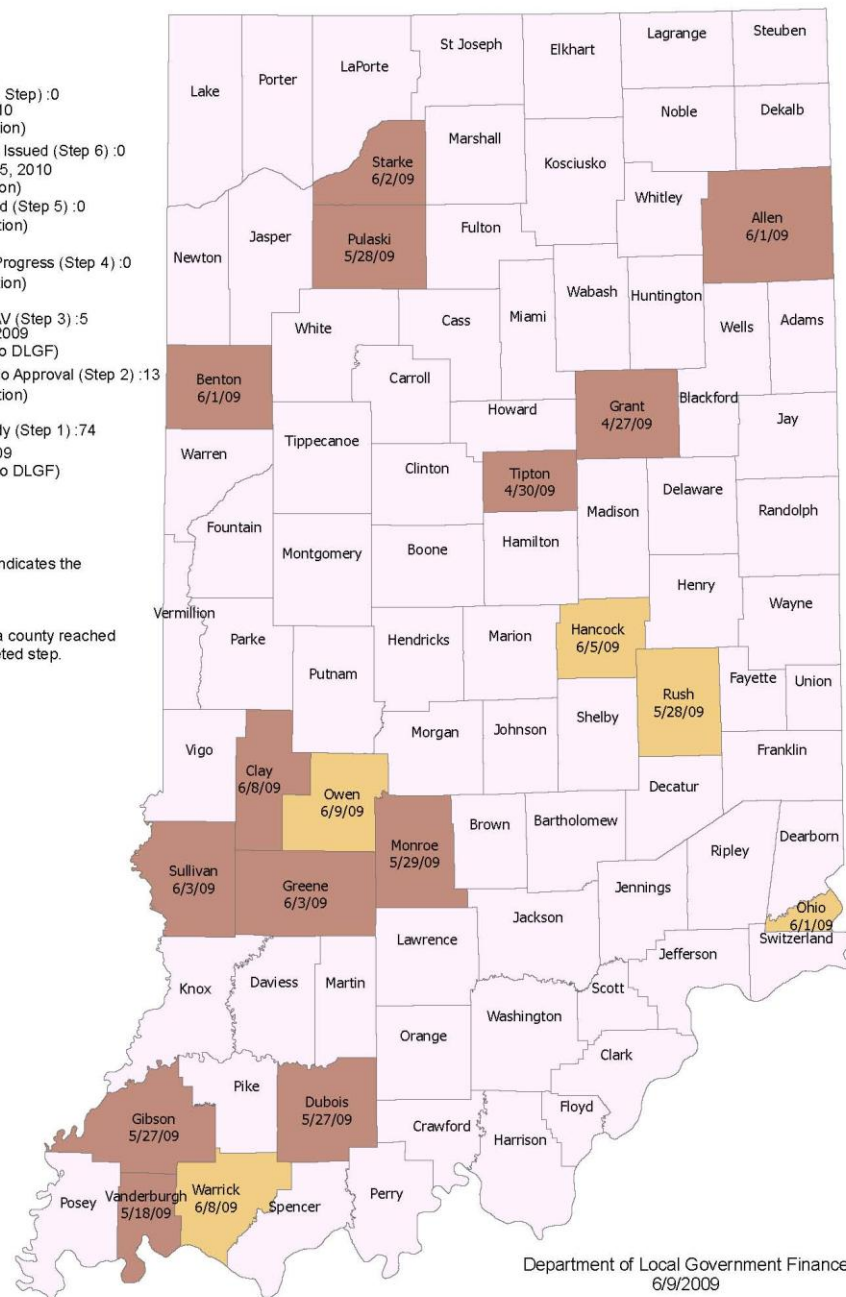 Step) :0
10
tion)
Issued (Step 6) :0
5, 2010
on)
d (Step 5) :0
tion)
Progress (Step 4) :0
tion)
AV (Step 3) :5
2009
o DLGF)
o Approval (Step 2) :13
tion)
ly (Step 1) :74
09
o DLGF)
ndicates the
a county reached
eted step.
Lake
Porter
LaPorte
St Joseph
Elkhart
Lagrange
Steuben
Noble
Dekalb
Starke
6/2/09
Marshall
Kosciusko
Whitley
Allen
6/1/09
Newton
Jasper
Pulaski
5/28/09
Fulton
White
Cass
Miami
Wabash
Huntington
Wells
Adams
Benton
6/1/09
Carroll
Howard
Grant
4/27/09
Blackford
Jay
Warren
Tippecanoe
Clinton
Tipton
4/30/09
Madison
Delaware
Randolph
Fountain
Montgomery
Boone
Hamilton
Henry
Wayne
Vermillion
Parke
Putnam
Hendricks
Marion
Hancock
6/5/09
Rush
5/28/09
Fayette
Union
Vigo
Clay
6/8/09
Owen
6/9/09
Morgan
Johnson
Shelby
Decatur
Franklin
Sullivan
6/3/09
Greene
6/3/09
Monroe
5/29/09
Brown
Bartholomew
Jennings
Ripley
Dearborn
Ohio
6/1/09
Switzerland
Jefferson
Jackson
Lawrence
Knox
Daviess
Martin
Orange
Washington
Scott
Clark
Gibson
5/27/09
Pike
Dubois
5/27/09
Crawford
Harrison
Floyd
Posey
Vanderburgh
5/18/09
Warrick
6/8/09
Spencer
Perry
Department of Local Government Finance
6/9/2009